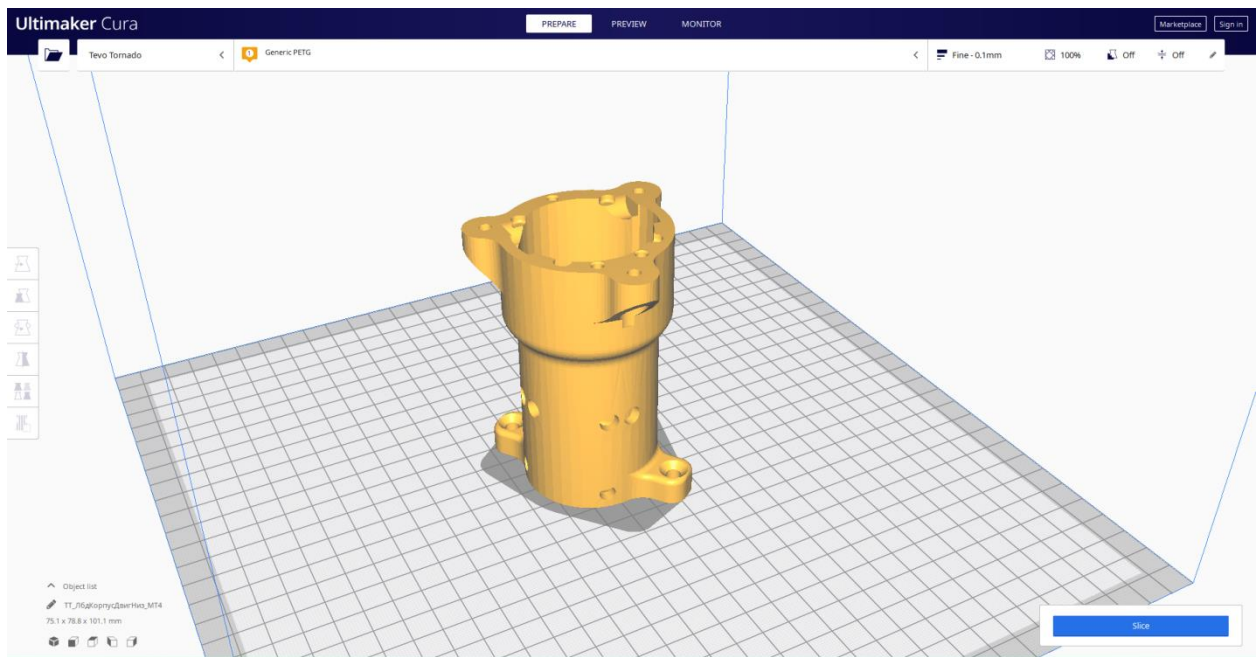 Ultimaker Cura
PREPARE
PREVIEW
MONITOR
Marketplace
Sign in
Tevo Tornado
Generic PETG
Fine - 0.1mm
100%
Off
Off
Object list
ТТ_ЛбдКорпусДвигНиз_МТ4
75.1 x 78.8 x 101.1 mm
Slice